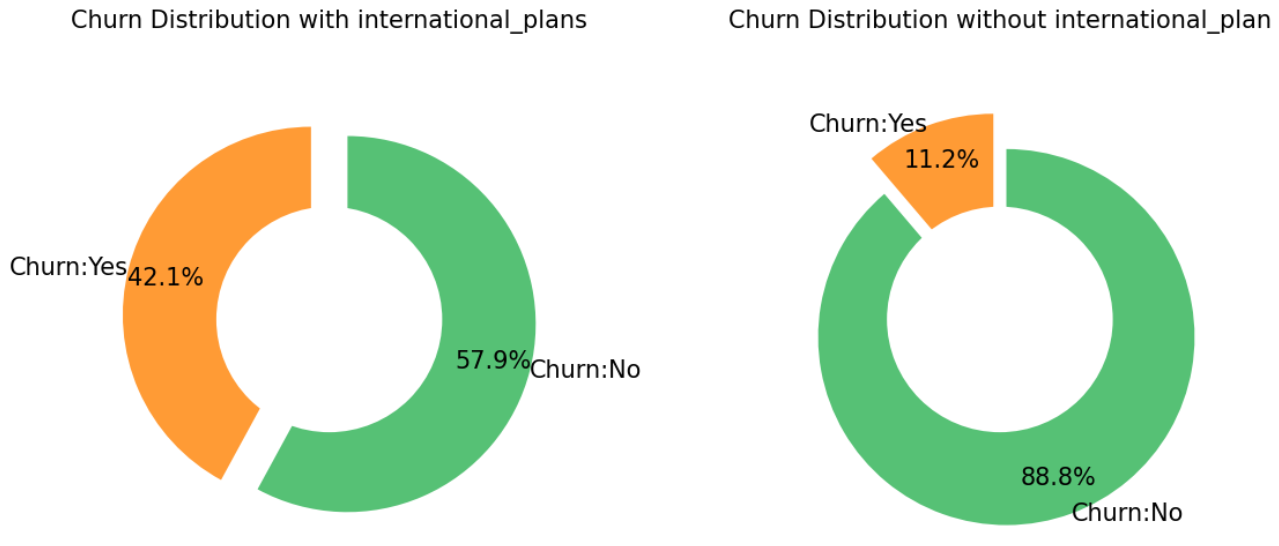 Churn Distribution with international_plans
Churn:Yes
42.1%
57.9%
Churn:No
Churn Distribution without international_plan
Churn:Yes
11.2%
88.8%
Churn:No